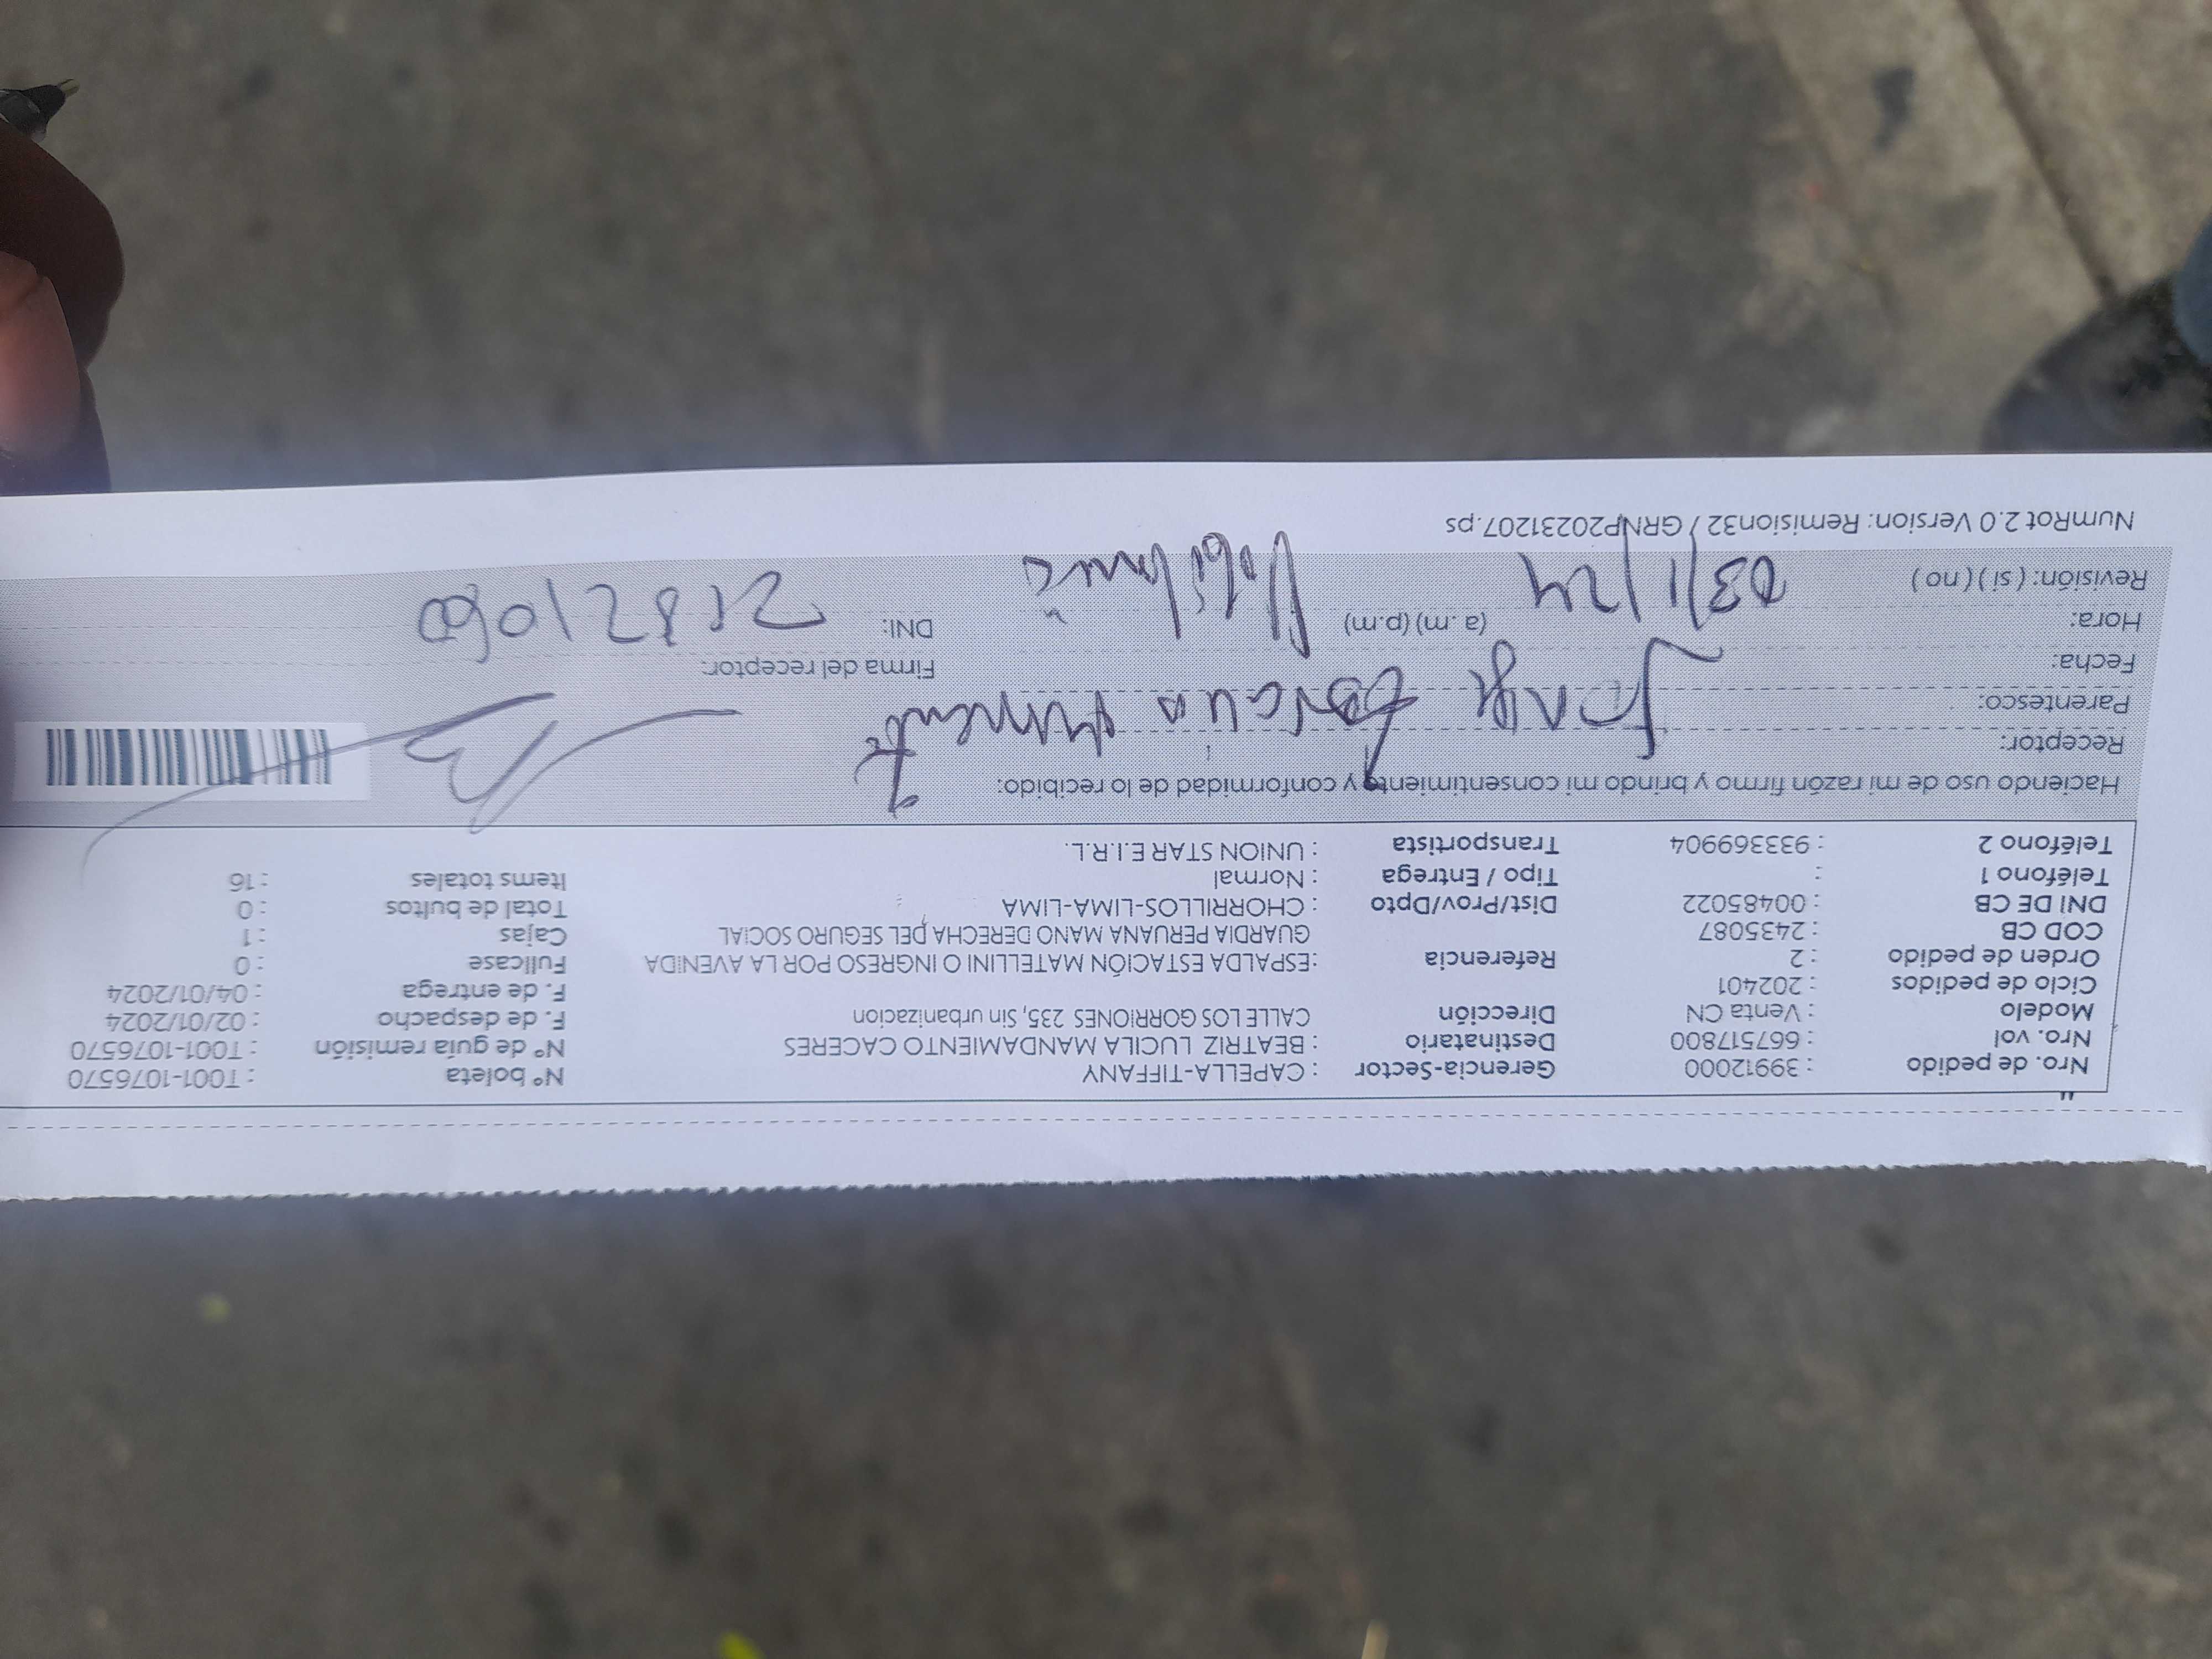 Nro. de pedido : 39912000 Gerencia-Sector : CAPELLA-TIFFANY Nº boleta : T001-1076570
Nro. vol : 667517800 Destinatario : BEATRIZ LUCILA MANDAMIENTO CACERES Nº de guía remisión : T001-1076570
Modelo : Venta CN Dirección CALLE LOS GORRIONES 235, Sin urbanizacion F. de despacho : 02/01/2024
Ciclo de pedidos : 202401 F. de entrega : 04/01/2024
Orden de pedido : 2 Referencia :ESPALDA ESTACIÓN MATELLINI O INGRESO POR LA AVENIDA Fullcase : 0
COD CB : 2435087 GUARDIA PERUANA MANO DERECHA DEL SEGURO SOCIAL Cajas : 1
DNI DE CB : 00485022 Dist/Prov/Dpto : CHORRILLOS-LIMA-LIMA Total de bultos : 0
Teléfono 1 : Tipo / Entrega : Normal Items totales : 16
Teléfono 2 : 933369904 Transportista : UNION STAR E.I.R.L.
Haciendo uso de mi razón firmo y brindo mi consentimiento y conformidad de lo recibido:
Receptor: Jorge
Parentesco:
Fecha: Firma del receptor:
Hora: (a.m) (p.m) DNI: 21821060
Revisión: (si) (no) 03/1/24
NumRot 2.0 Version: Remision32 / GRNP20231207.ps